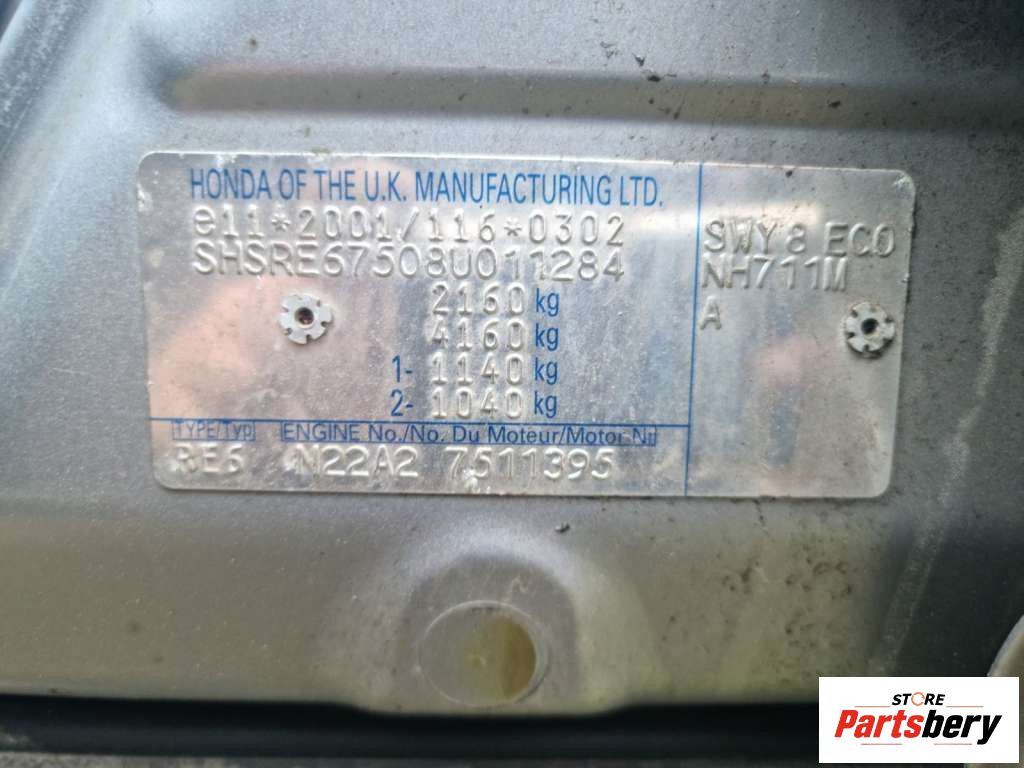 HONDA OF THE U.K. MANUFACTURING LTD.
e11*2001/116*0302
SHSRE67508U011284
2160 kg
4160 kg
1- 1140 kg
2- 1040 kg
TYPE/Typ ENGINE No./No. Du Moteur/Motor Nr
RE6 N22A2 7511395
SWY8 ECO
NH711M
A
STORE
Partsbery